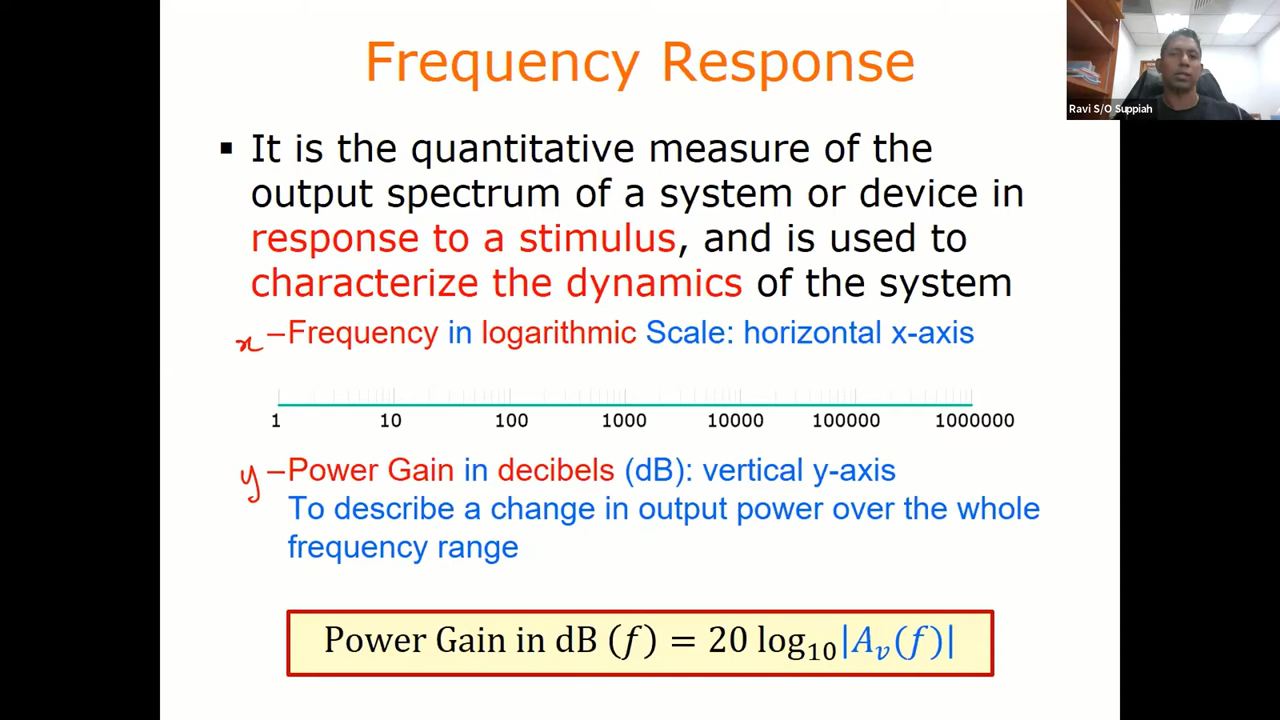 Frequency Response
Ravi S/O Suppiah
▪ It is the quantitative measure of the
output spectrum of a system or device in
response to a stimulus, and is used to
characterize the dynamics of the system
x –Frequency in logarithmic Scale: horizontal x-axis
1 10 100 1000 10000 100000 1000000
y –Power Gain in decibels (dB): vertical y-axis
To describe a change in output power over the whole
frequency range
Power Gain in dB (f) = 20 log₁₀|Aᵥ(f)|